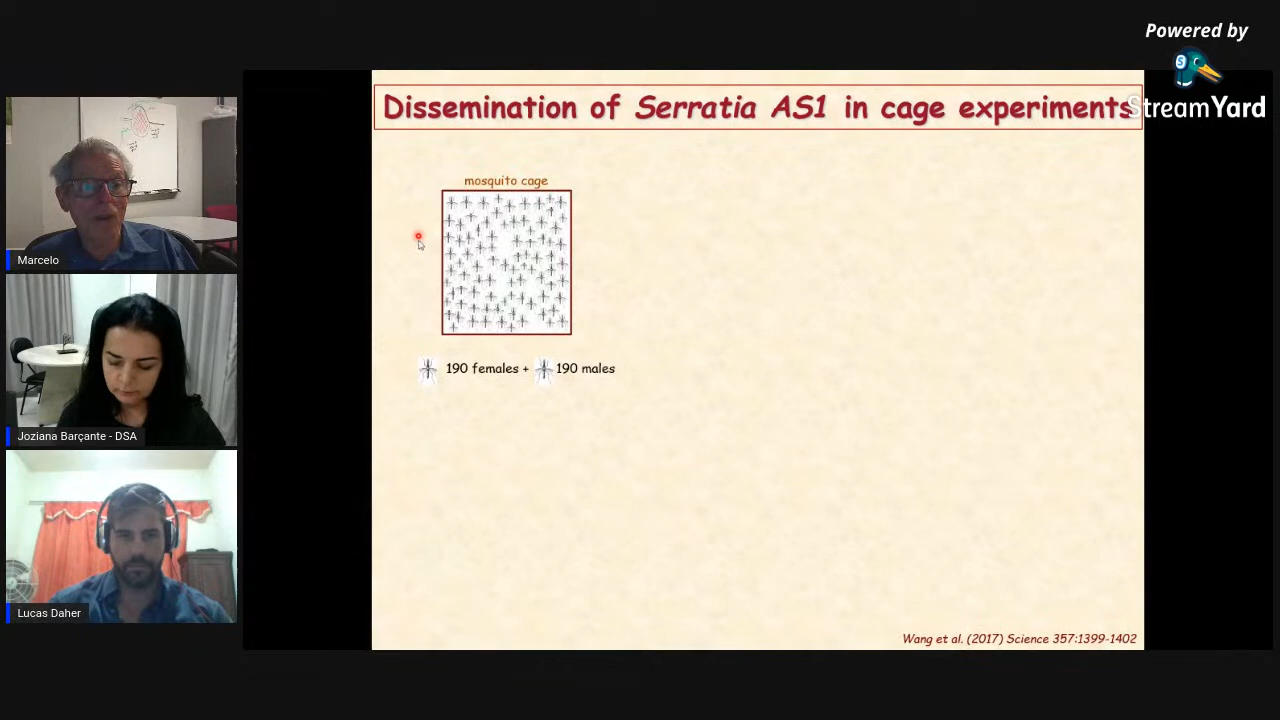 Powered by
StreamYard
Dissemination of Serratia AS1 in cage experiments
mosquito cage
190 females + 190 males
Wang et al. (2017) Science 357:1399-1402
Marcelo
Joziana Barçante - DSA
Lucas Daher